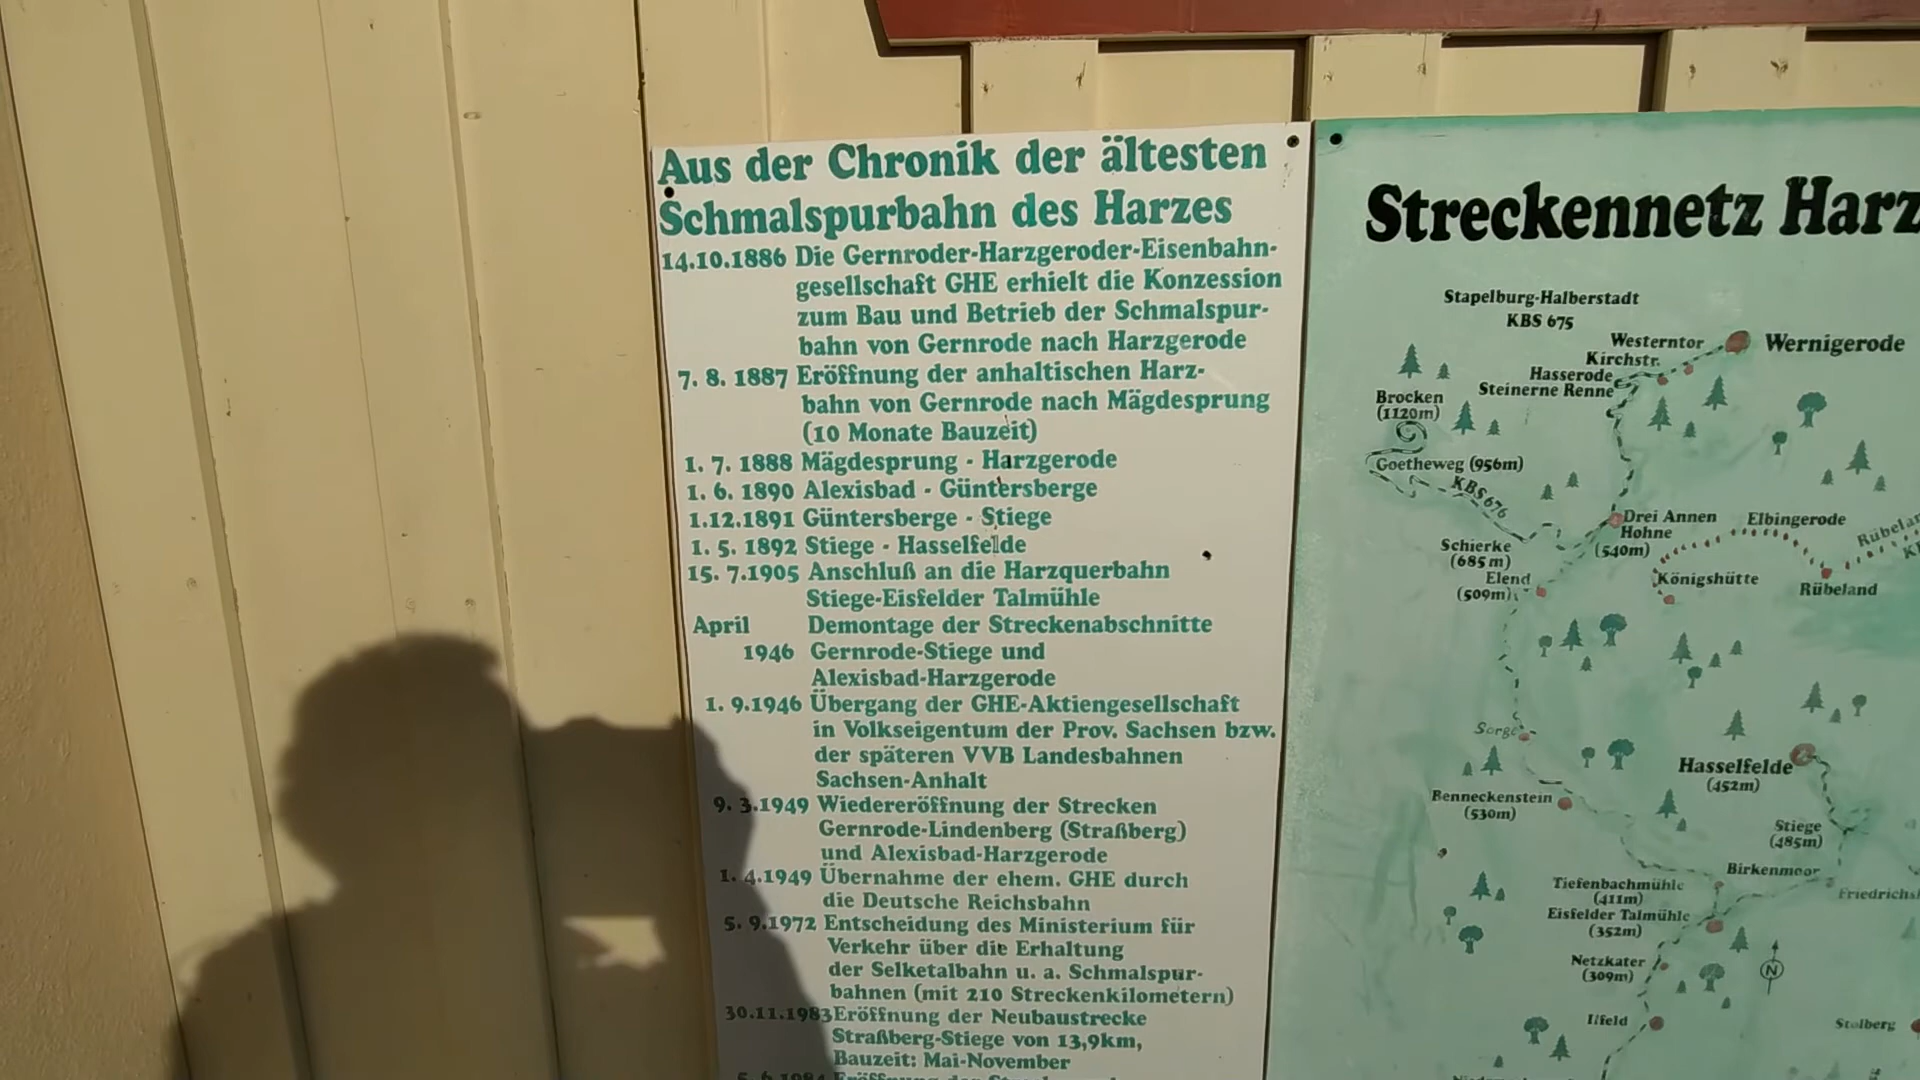 Aus der Chronik der ältesten
Schmalspurbahn des Harzes
14.10.1886 Die Gernroder-Harzgeroder-Eisenbahn-
gesellschaft GHE erhielt die Konzession
zum Bau und Betrieb der Schmalspur-
bahn von Gernrode nach Harzgerode
7. 8. 1887 Eröffnung der anhaltischen Harz-
bahn von Gernrode nach Mägdesprung
(10 Monate Bauzeit)
1. 7. 1888 Mägdesprung - Harzgerode
1. 6. 1890 Alexisbad - Güntersberge
1.12.1891 Güntersberge - Stiege
1. 5. 1892 Stiege - Hasselfelde
15. 7.1905 Anschluß an die Harzquerbahn
Stiege-Eisfelder Talmühle
April Demontage der Streckenabschnitte
1946 Gernrode-Stiege und
Alexisbad-Harzgerode
1. 9.1946 Übergang der GHE-Aktiengesellschaft
in Volkseigentum der Prov. Sachsen bzw.
der späteren VVB Landesbahnen
Sachsen-Anhalt
9. 3.1949 Wiedereröffnung der Strecken
Gernrode-Lindenberg (Straßberg)
und Alexisbad-Harzgerode
1. 4.1949 Übernahme der ehem. GHE durch
die Deutsche Reichsbahn
5. 9.1972 Entscheidung des Ministerium für
Verkehr über die Erhaltung
der Selketalbahn u. a. Schmalspur-
bahnen (mit 210 Streckenkilometern)
30.11.1983 Eröffnung der Neubaustrecke
Straßberg-Stiege von 13,9km,
Bauzeit: Mai-November
Streckennetz Harz
Stapelburg-Halberstadt
KBS 675
Westerntor
Wernigerode
Kirchstr.
Hasserode
Steinerne Renne
Brocken
(1120m)
Goetheweg (956m)
KBS 676
Drei Annen
Hohne
(540m)
Elbingerode
Schierke
(685m)
Elend
(509m)
Königshütte
Rübeland
Sorge
Hasselfelde
(452m)
Benneckenstein
(530m)
Stiege
(485m)
Birkenmoor
Tiefenbachmühle
(411m)
Eisfelder Talmühle
(352m)
Netzkater
(309m)
N
Ilfeld
Stolberg